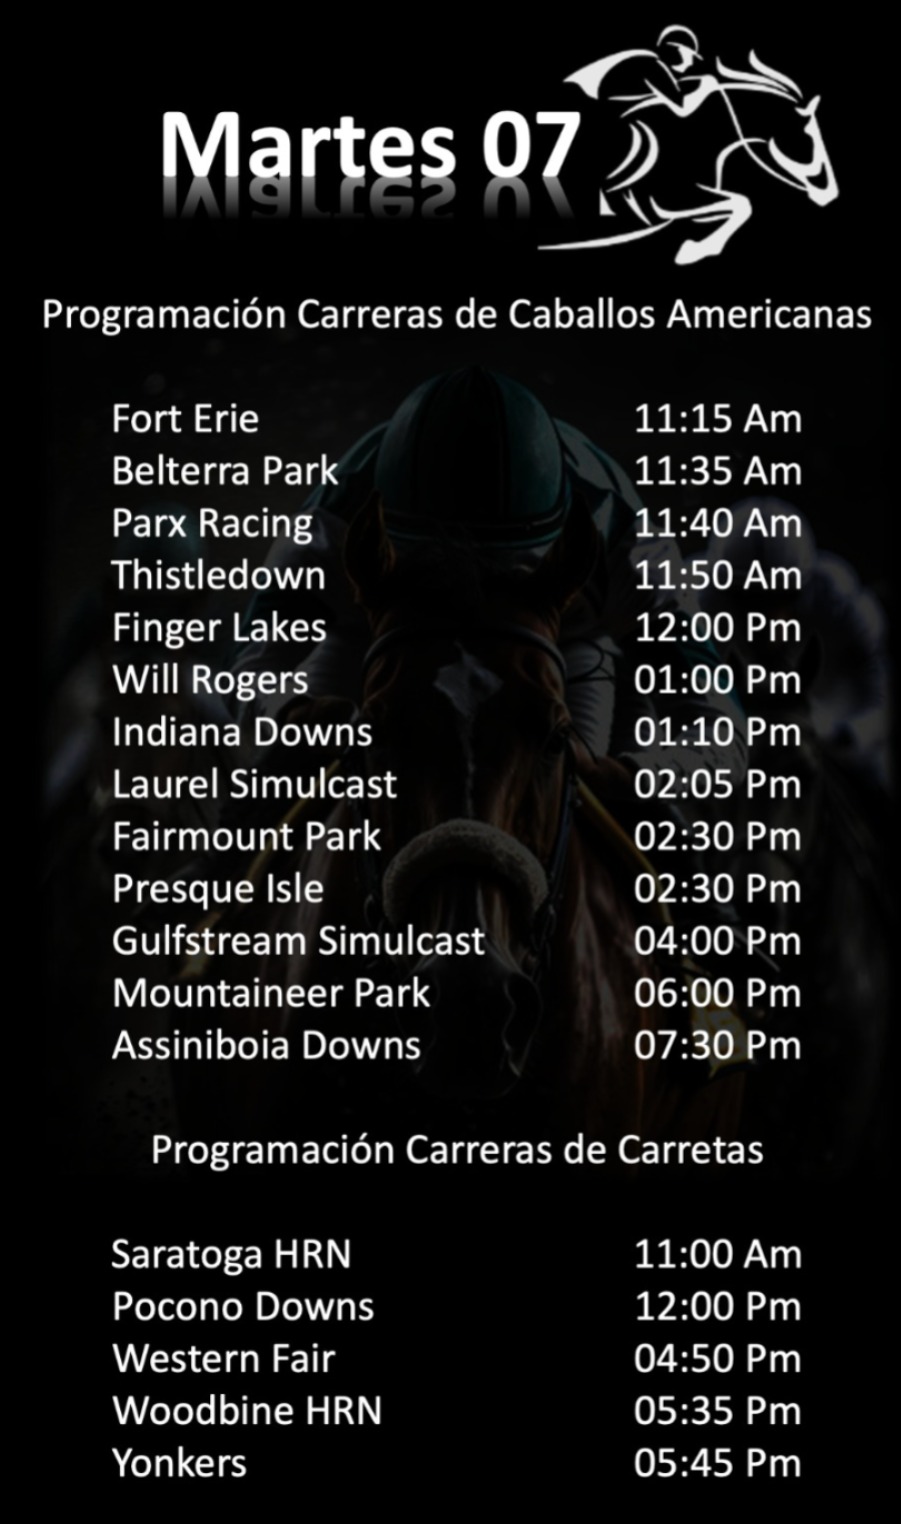 Martes 07
Programación Carreras de Caballos Americanas
Fort Erie 11:15 Am
Belterra Park 11:35 Am
Parx Racing 11:40 Am
Thistledown 11:50 Am
Finger Lakes 12:00 Pm
Will Rogers 01:00 Pm
Indiana Downs 01:10 Pm
Laurel Simulcast 02:05 Pm
Fairmount Park 02:30 Pm
Presque Isle 02:30 Pm
Gulfstream Simulcast 04:00 Pm
Mountaineer Park 06:00 Pm
Assiniboia Downs 07:30 Pm
Programación Carreras de Carretas
Saratoga HRN 11:00 Am
Pocono Downs 12:00 Pm
Western Fair 04:50 Pm
Woodbine HRN 05:35 Pm
Yonkers 05:45 Pm